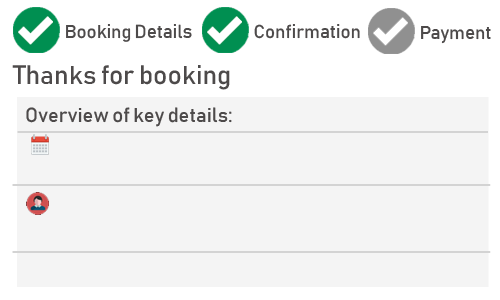 Booking Details Confirmation Payment
Thanks for booking
Overview of key details: